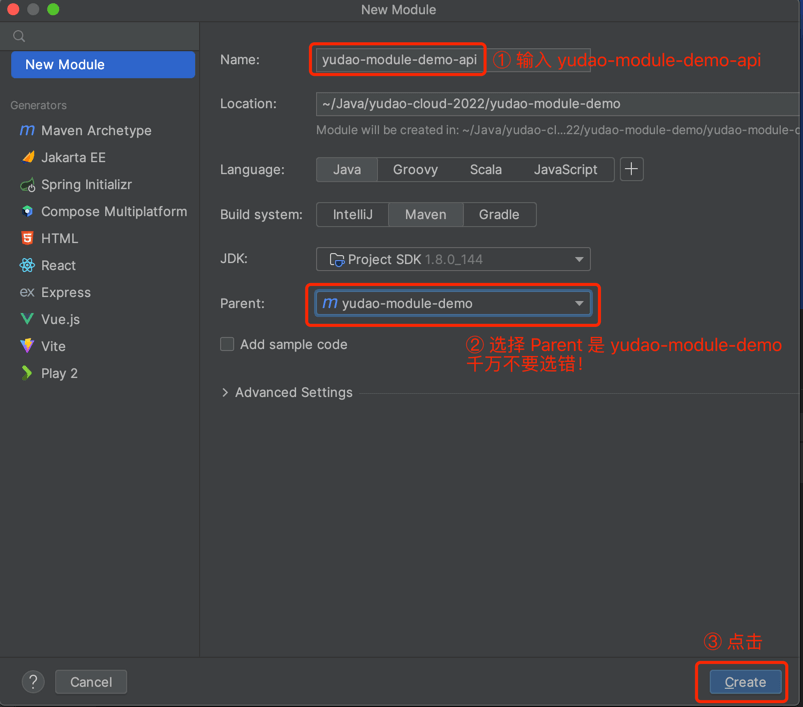 New Module
New Module
Generators
Maven Archetype
Jakarta EE
Spring Initializr
Compose Multiplatform
HTML
React
ex Express
Vue.js
Vite
Play 2
Name: yudao-module-demo-api ① 输入 yudao-module-demo-api
Location: ~/Java/yudao-cloud-2022/yudao-module-demo
Module will be created in: ~/Java/yudao-cl...22/yudao-module-demo/yudao-module-c
Language: Java Groovy Scala JavaScript +
Build system: IntelliJ Maven Gradle
JDK: Project SDK 1.8.0_144
Parent: m yudao-module-demo
Add sample code
② 选择 Parent 是 yudao-module-demo
千万不要选错!
Advanced Settings
③ 点击
? Cancel Create